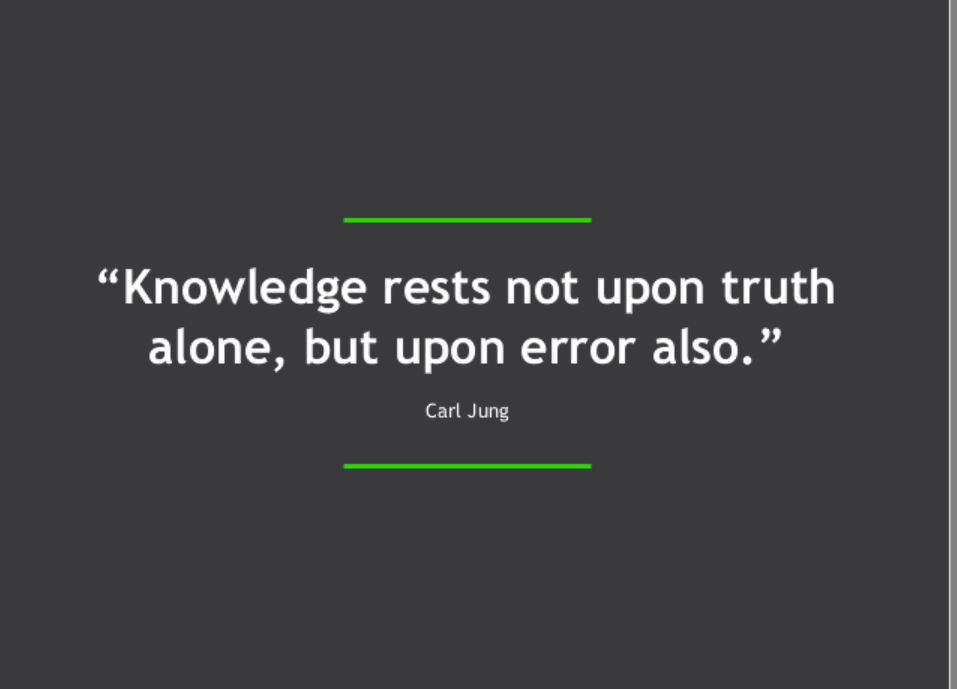 “Knowledge rests not upon truth
alone, but upon error also.”
Carl Jung